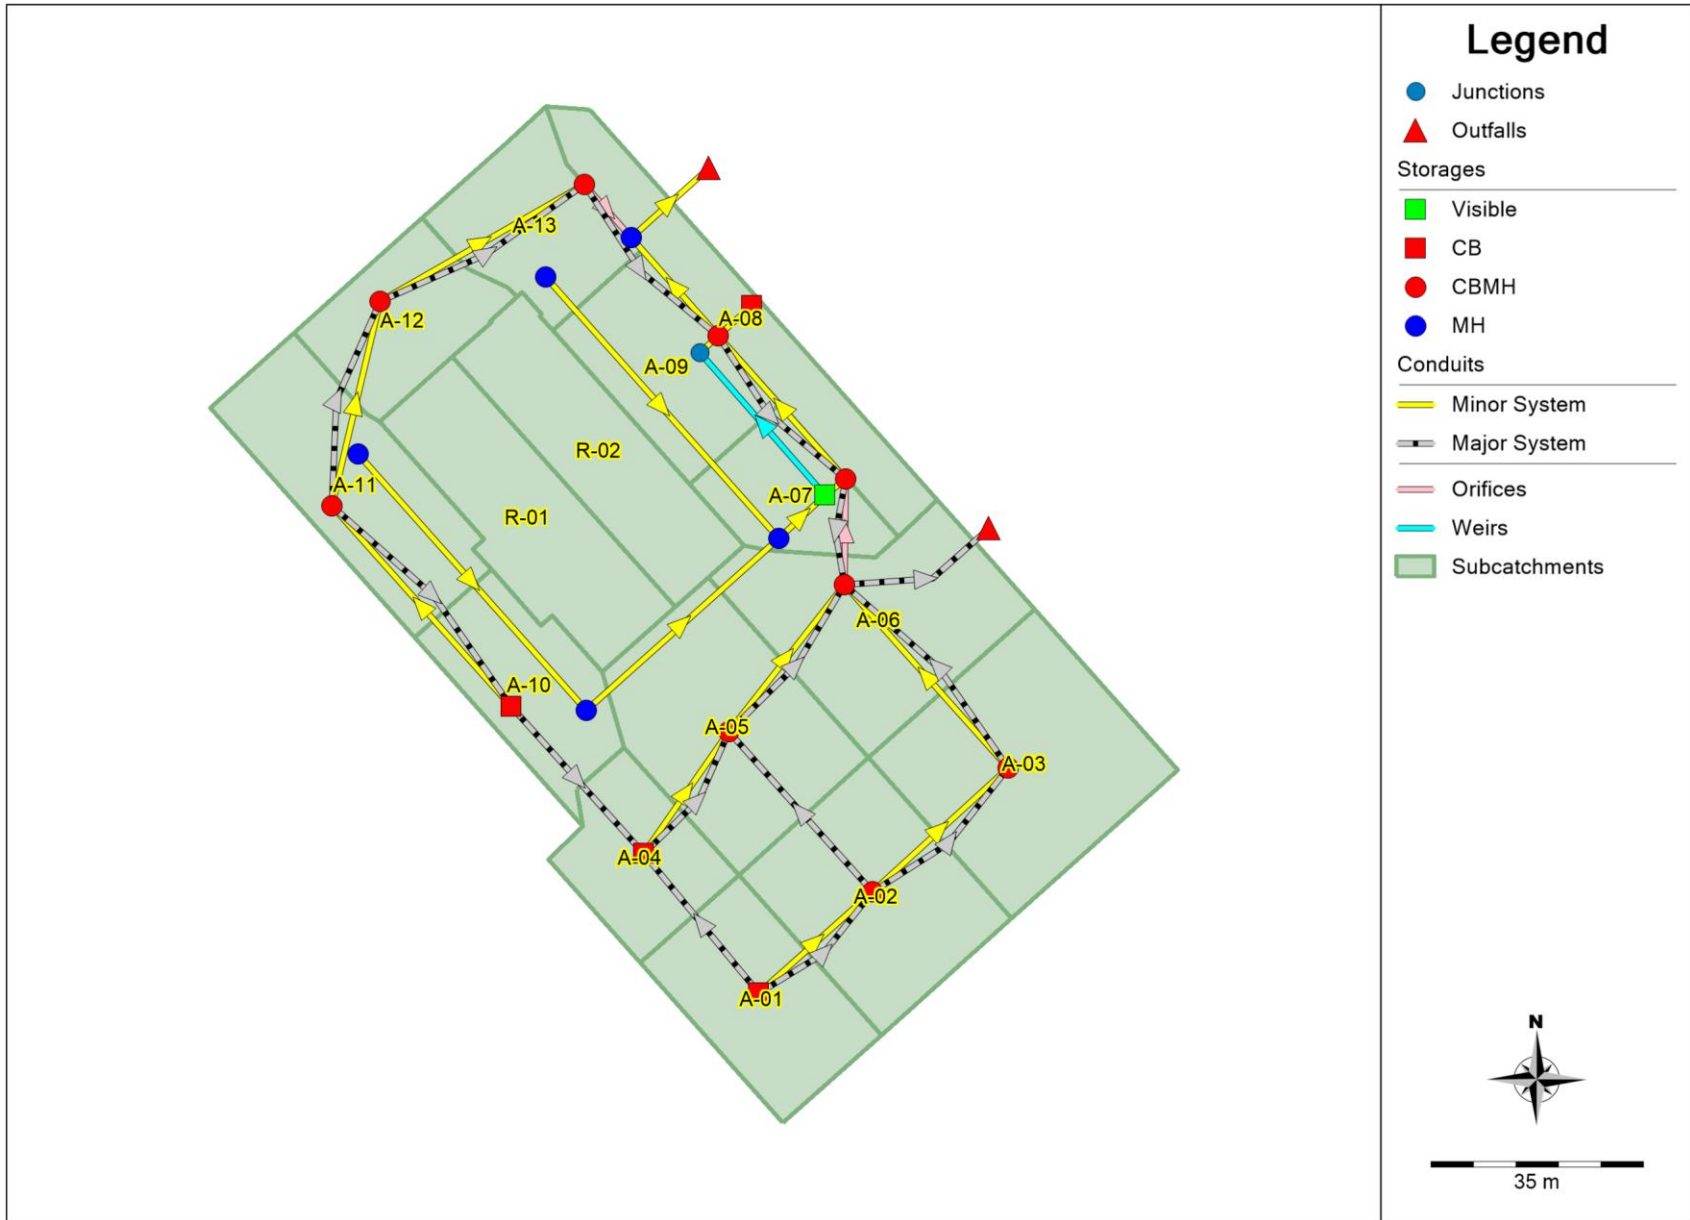 Legend
Junctions
Outfalls
Storages
Visible
CB
CBMH
MH
Conduits
Minor System
Major System
Orifices
Weirs
Subcatchments
A-13
A-12
A-08
A-09
R-02
A-11
A-07
R-01
A-06
A-10
A-05
A-03
A-04
A-02
A-01
N
35 m